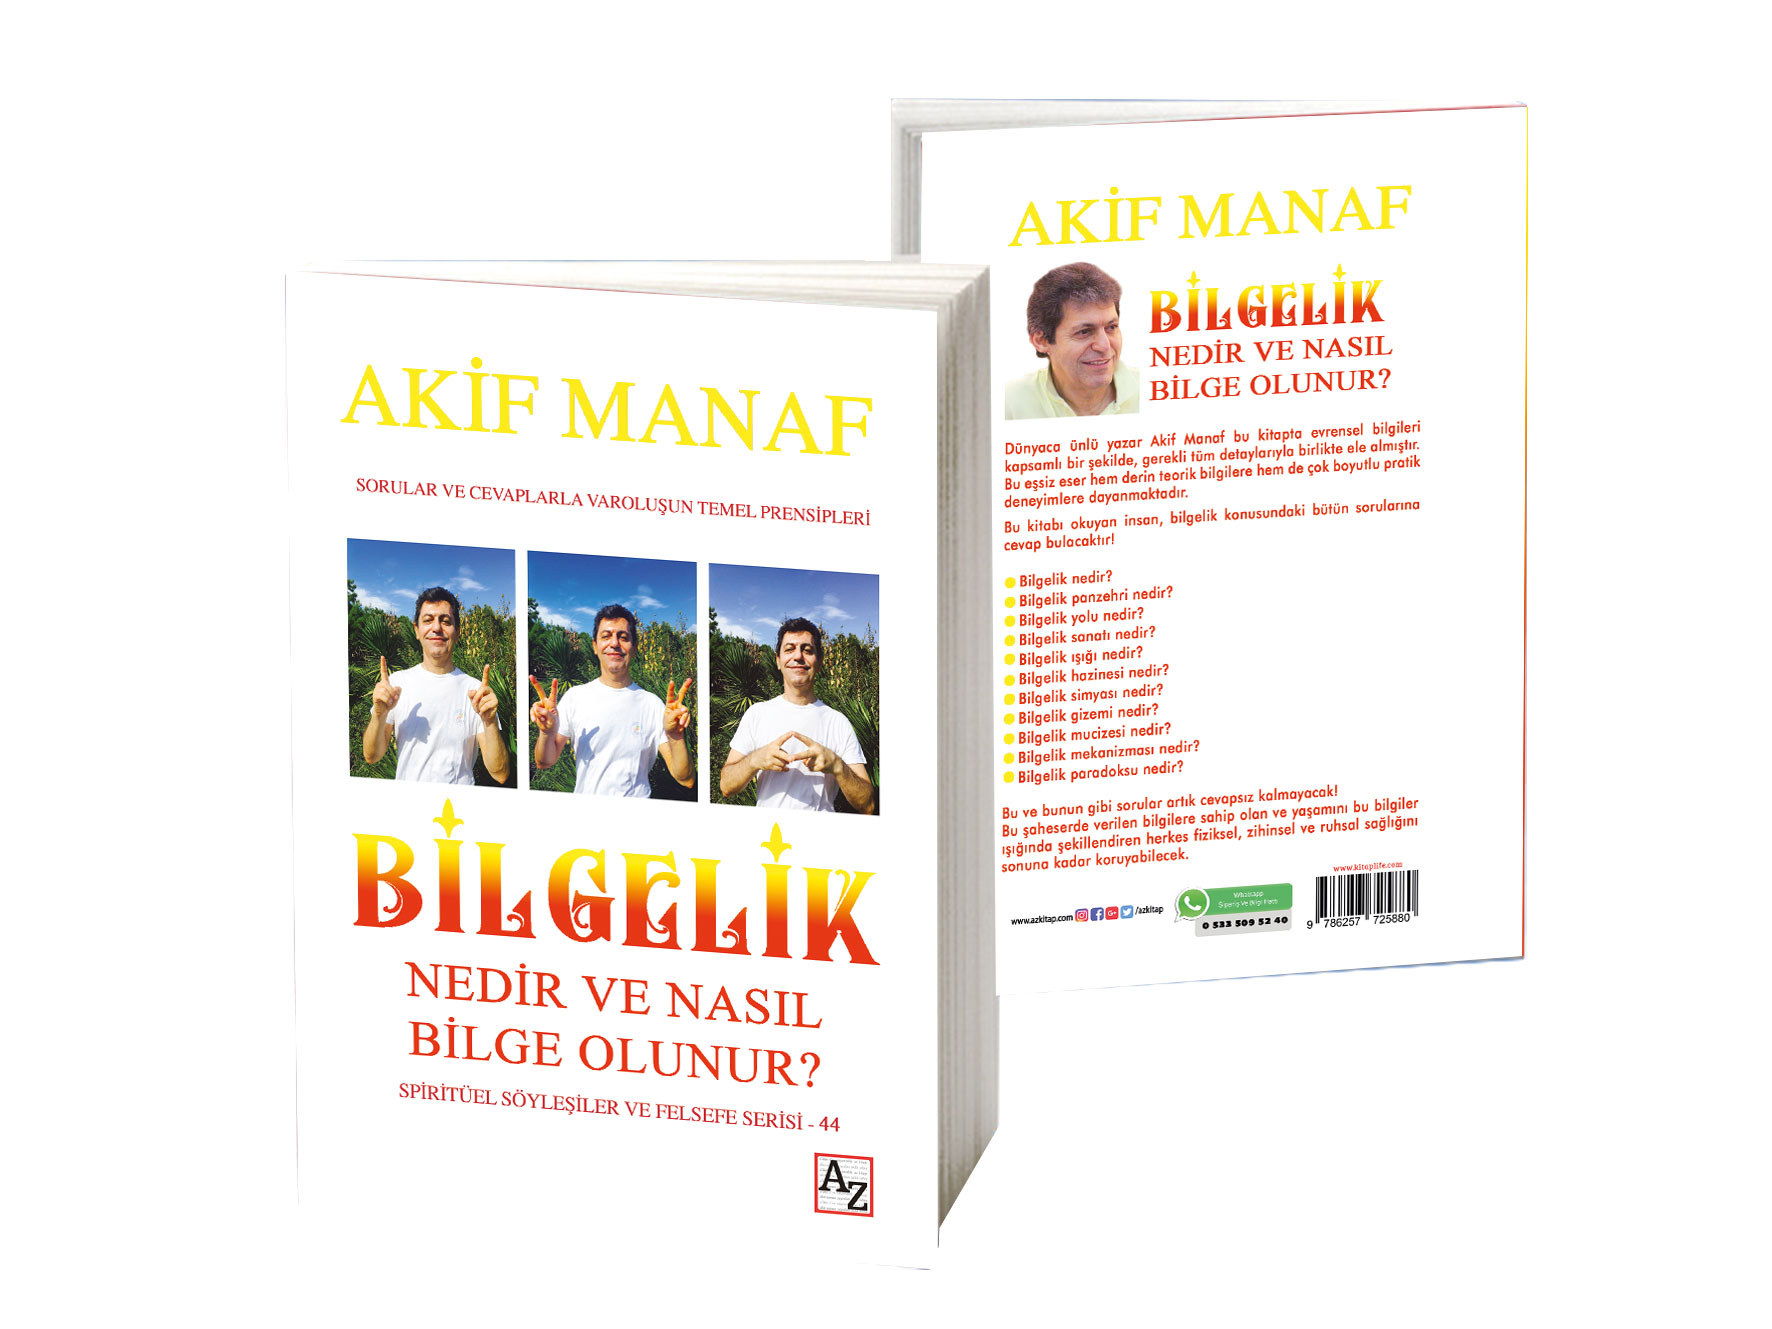 AKİF MANAF
SORULAR VE CEVAPLARLA VAROLUŞUN TEMEL PRENSİPLERİ
BİLGELİK
NEDİR VE NASIL
BİLGE OLUNUR?
SPİRİTÜEL SÖYLEŞİLER VE FELSEFE SERİSİ - 44
AZ
AKİF MANAF
BİLGELİK
NEDİR VE NASIL
BİLGE OLUNUR?
Dünyaca ünlü yazar Akif Manaf bu kitapta evrensel bilgileri
kapsamlı bir şekilde, gerekli tüm detaylarıyla birlikte ele almıştır.
Bu eşsiz eser hem derin teorik bilgilere hem de çok boyutlu pratik
deneyimlere dayanmaktadır.
Bu kitabı okuyan insan, bilgelik konusundaki bütün sorularına
cevap bulacaktır!
Bilgelik nedir?
Bilgelik panzehri nedir?
Bilgelik yolu nedir?
Bilgelik sanatı nedir?
Bilgelik ışığı nedir?
Bilgelik hazinesi nedir?
Bilgelik simyası nedir?
Bilgelik gizemi nedir?
Bilgelik mucizesi nedir?
Bilgelik mekanizması nedir?
Bilgelik paradoksu nedir?
Bu ve bunun gibi sorular artık cevapsız kalmayacak!
Bu şaheserde verilen bilgilere sahip olan ve yaşamını bu bilgiler
ışığında şekillendiren herkes fiziksel, zihinsel ve ruhsal sağlığını
sonuna kadar koruyabilecek.
www.kitaplife.com
www.azkitap.com /azkitap
Whatsapp
Sipariş Ve Bilgi Hattı
0 533 509 52 40
9 786257 725880